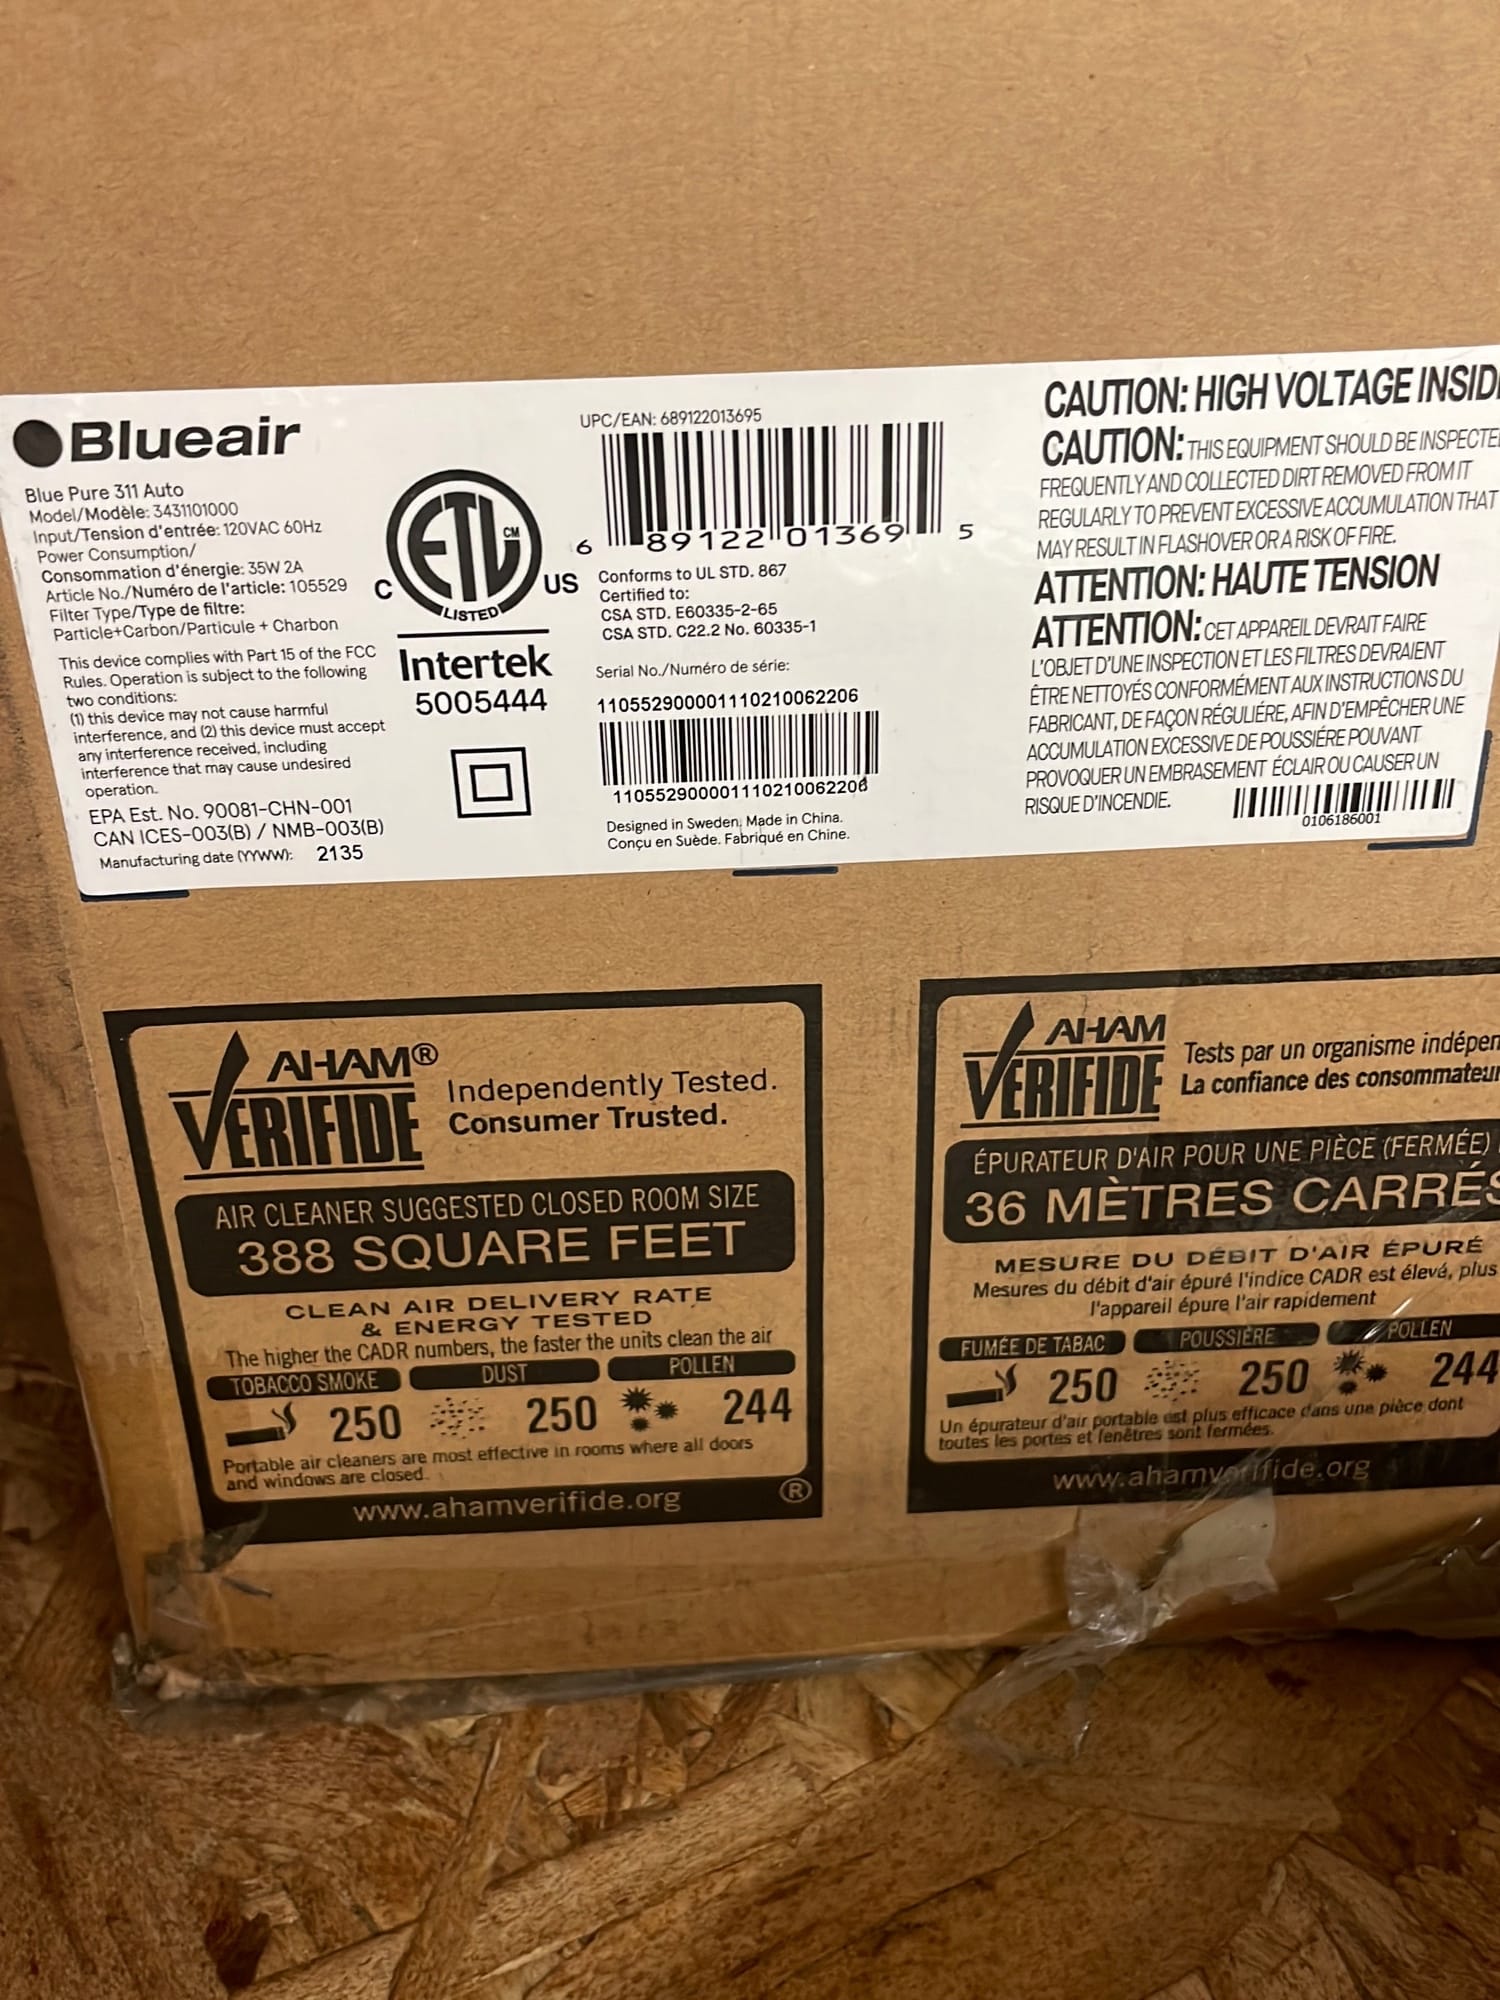 Blueair
Blue Pure 311 Auto
Model/Modèle: 3431101000
Input/Tension d'entrée: 120VAC 60Hz
Power Consumption/
Consommation d'énergie: 35W 2A
Article No./Numéro de l'article: 105529
Filter Type/Type de filtre:
Particle+Carbon/Particule + Charbon
This device complies with Part 15 of the FCC
Rules. Operation is subject to the following
two conditions:
(1) this device may not cause harmful
interference, and (2) this device must accept
any interference received, including
interference that may cause undesired
operation.
EPA Est. No. 90081-CHN-001
CAN ICES-003(B) / NMB-003(B)
Manufacturing date (YYWW): 2135
ETL CM
LISTED
C US
Intertek
5005444
UPC/EAN: 689122013695
6 89122 01369 5
Conforms to UL STD. 867
Certified to:
CSA STD. E60335-2-65
CSA STD. C22.2 No. 60335-1
Serial No./Numéro de série:
110552900001110210062206
110552900001110210062206
Designed in Sweden. Made in China.
Conçu en Suède. Fabriqué en Chine.
CAUTION: HIGH VOLTAGE INSIDE
CAUTION: THIS EQUIPMENT SHOULD BE INSPECTE
FREQUENTLY AND COLLECTED DIRT REMOVED FROM IT
REGULARLY TO PREVENT EXCESSIVE ACCUMULATION THAT
MAY RESULT IN FLASHOVER OR A RISK OF FIRE.
ATTENTION: HAUTE TENSION
ATTENTION: CET APPAREIL DEVRAIT FAIRE
L'OBJET D'UNE INSPECTION ET LES FILTRES DEVRAIENT
ÊTRE NETTOYÉS CONFORMÉMENT AUX INSTRUCTIONS DU
FABRICANT, DE FAÇON RÉGULIÉRE, AFIN D'EMPÊCHER UNE
ACCUMULATION EXCESSIVE DE POUSSIÉRE POUVANT
PROVOQUER UN EMBRASEMENT ÉCLAIR OU CAUSER UN
RISQUE D'INCENDIE.
0106186001
AHAM®
VERIFIDE
Independently Tested.
Consumer Trusted.
AIR CLEANER SUGGESTED CLOSED ROOM SIZE
388 SQUARE FEET
CLEAN AIR DELIVERY RATE
& ENERGY TESTED
The higher the CADR numbers, the faster the units clean the air
TOBACCO SMOKE DUST POLLEN
250 250 244
Portable air cleaners are most effective in rooms where all doors
and windows are closed.
www.ahamverifide.org ®
AHAM
VERIFIDE
Tests par un organisme indépen
La confiance des consommateur
ÉPURATEUR D'AIR POUR UNE PIÈCE (FERMÉE)
36 MÈTRES CARRÉS
MESURE DU DÉBIT D'AIR ÉPURÉ
Mesures du débit d'air épuré l'indice CADR est élevé, plus
l'appareil épure l'air rapidement
FUMÉE DE TABAC POUSSIÈRE POLLEN
250 250 244
Un épurateur d'air portable est plus efficace dans une pièce dont
toutes les portes et fenêtres sont fermées.
www.ahamverifide.org